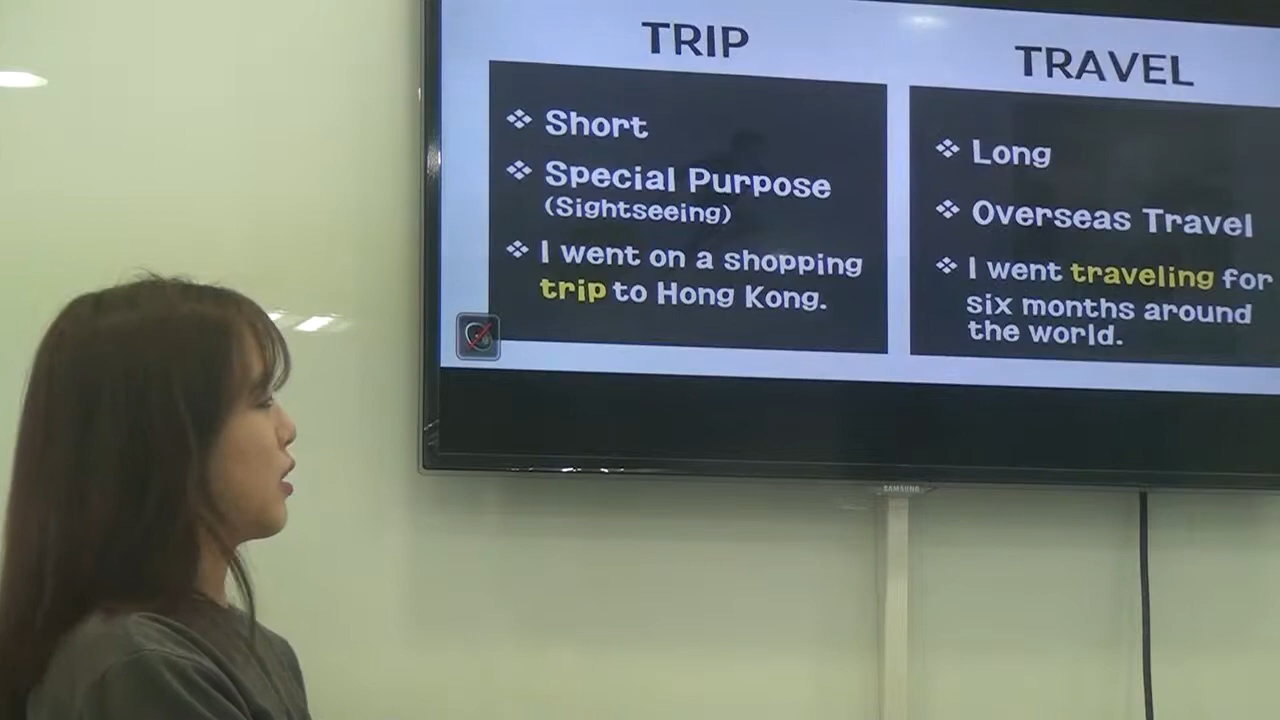 TRIP
Short
Special Purpose
(Sightseeing)
I went on a shopping
trip to Hong Kong.
TRAVEL
Long
Overseas Travel
I went traveling for
six months around
the world.
SAMSUNG